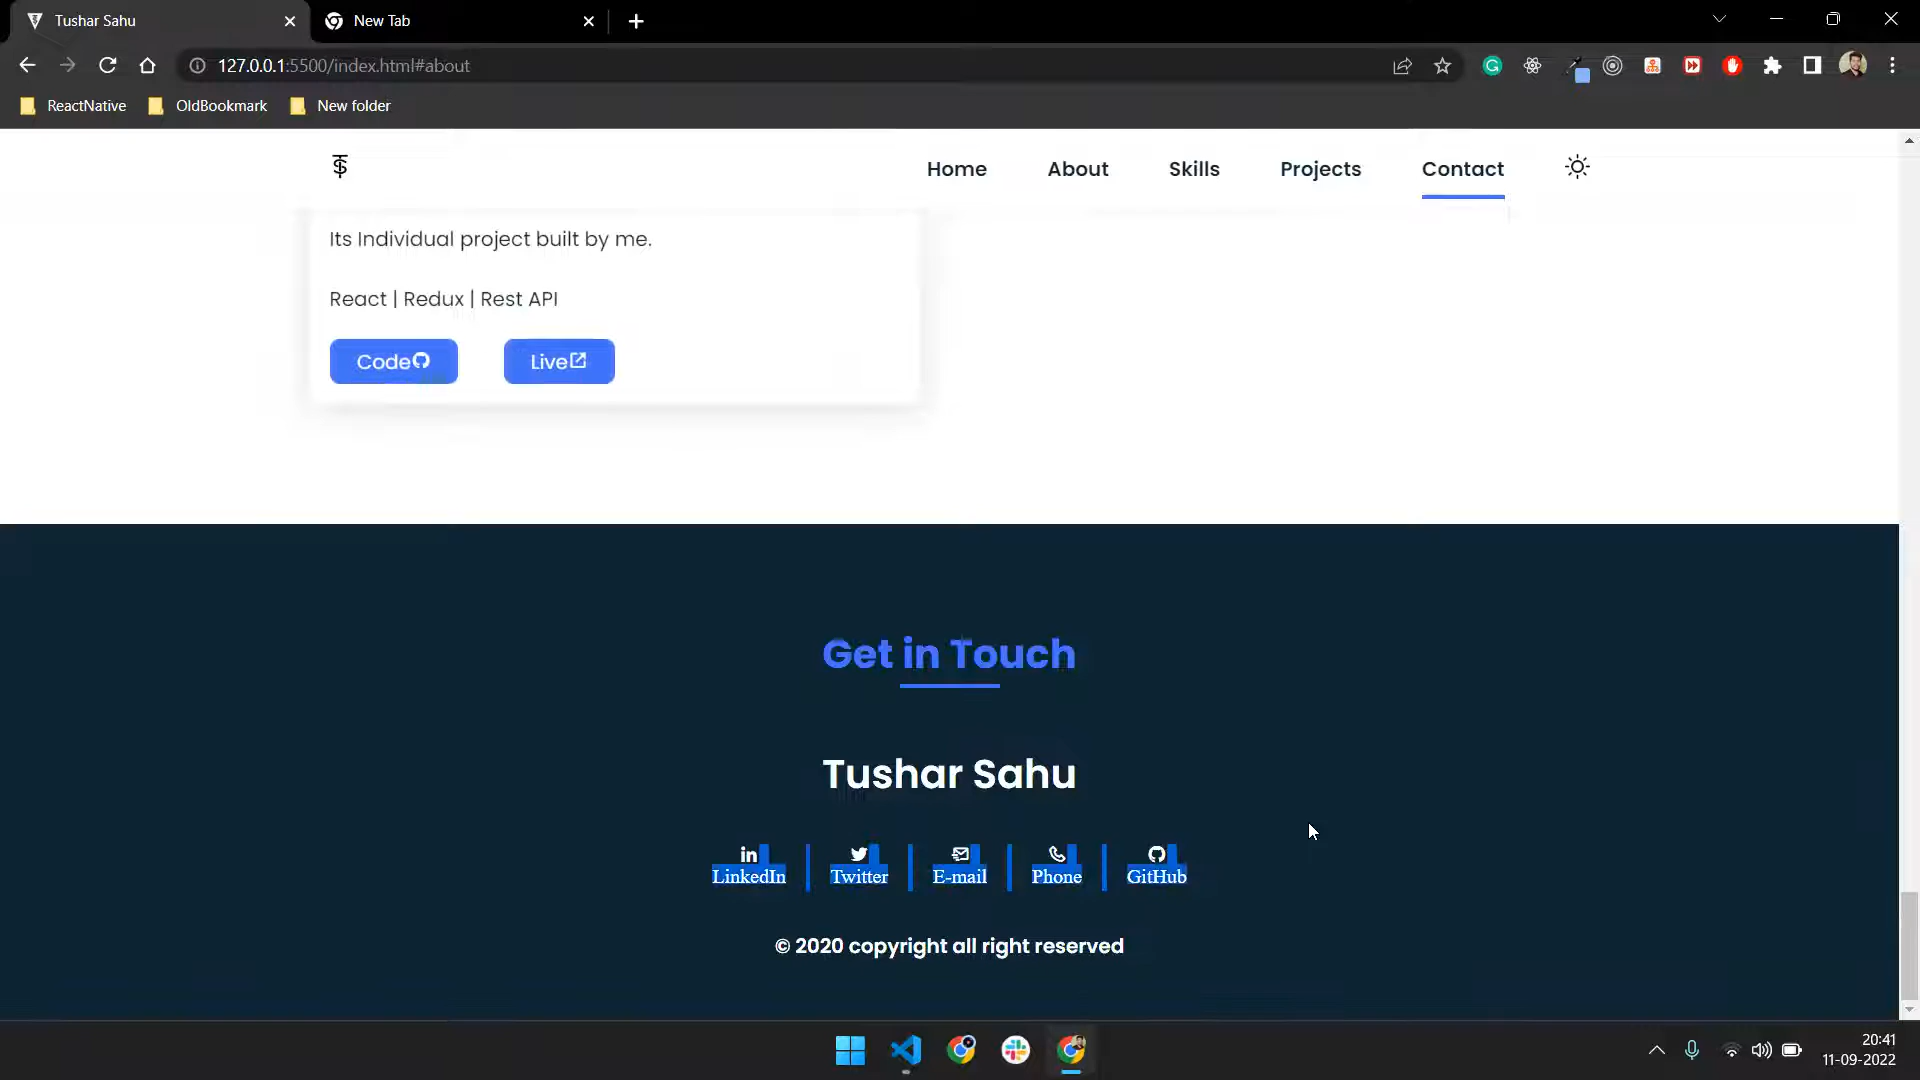 Tushar Sahu
New Tab
127.0.0.1:5500/index.html#about
ReactNative
OldBookmark
New folder
Home
About
Skills
Projects
Contact
Its Individual project built by me.
React | Redux | Rest API
Code
Live
Get in Touch
Tushar Sahu
LinkedIn
Twitter
E-mail
Phone
GitHub
© 2020 copyright all right reserved
20:41
11-09-2022